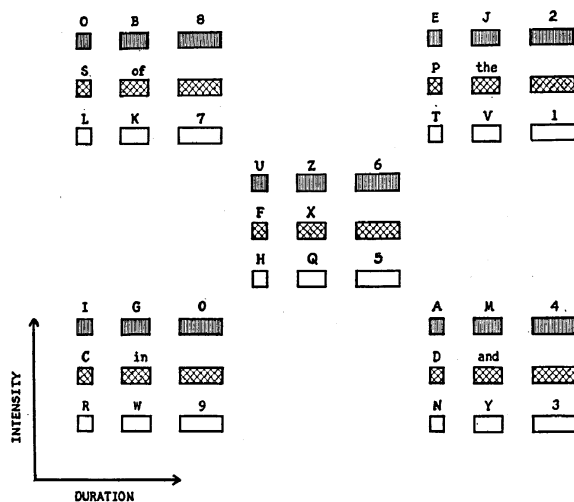 O B 8
E J 2
S of
P the
L K 7
T V 1
U Z 6
F X
H Q 5
I G 0
A M 4
C in
D and
R W 9
N Y 3
INTENSITY
DURATION